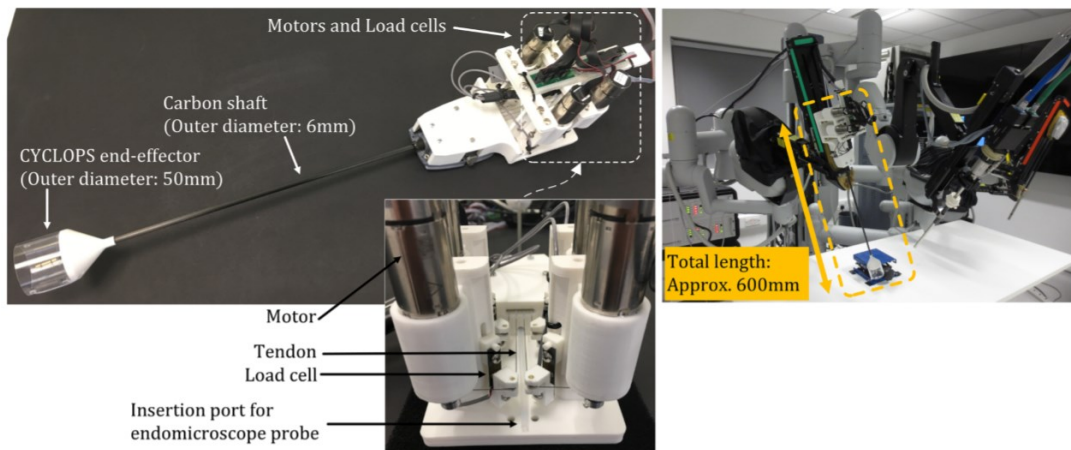 Motors and Load cells
Carbon shaft
(Outer diameter: 6mm)
CYCLOPS end-effector
(Outer diameter: 50mm)
Total length:
Approx. 600mm
Motor
Tendon
Load cell
Insertion port for
endomicroscope probe